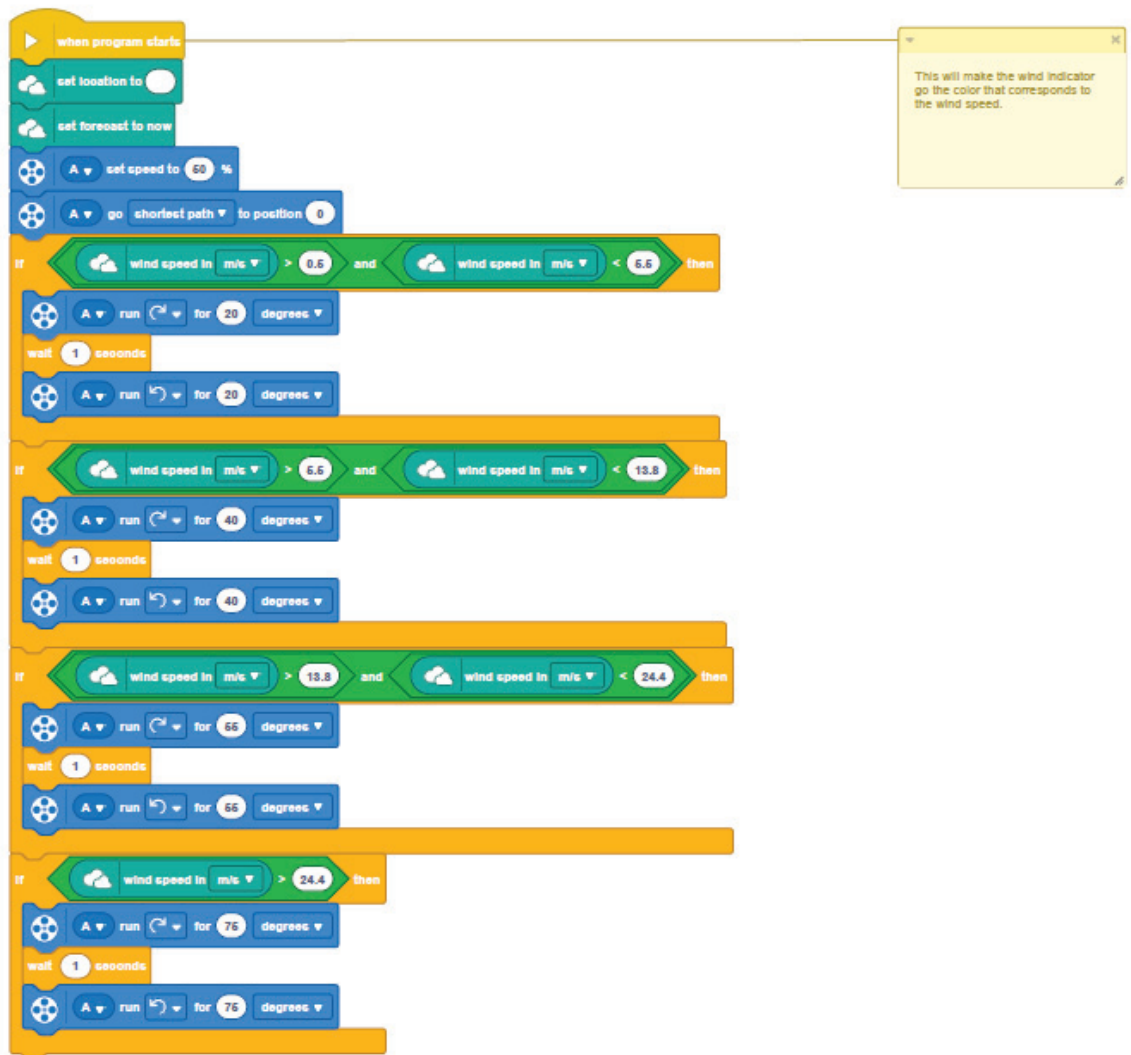 when program starts
set location to
set forecast to now
A set speed to 50 %
A go shortest path to position 0
If wind speed in m/s > 0.5 and wind speed in m/s < 5.5 then
A run for 20 degrees
wait 1 seconds
A run for 20 degrees
If wind speed in m/s > 5.5 and wind speed in m/s < 13.8 then
A run for 40 degrees
wait 1 seconds
A run for 40 degrees
If wind speed in m/s > 13.8 and wind speed in m/s < 24.4 then
A run for 55 degrees
wait 1 seconds
A run for 55 degrees
If wind speed in m/s > 24.4 then
A run for 75 degrees
wait 1 seconds
A run for 75 degrees
This will make the wind indicator
go the color that corresponds to
the wind speed.